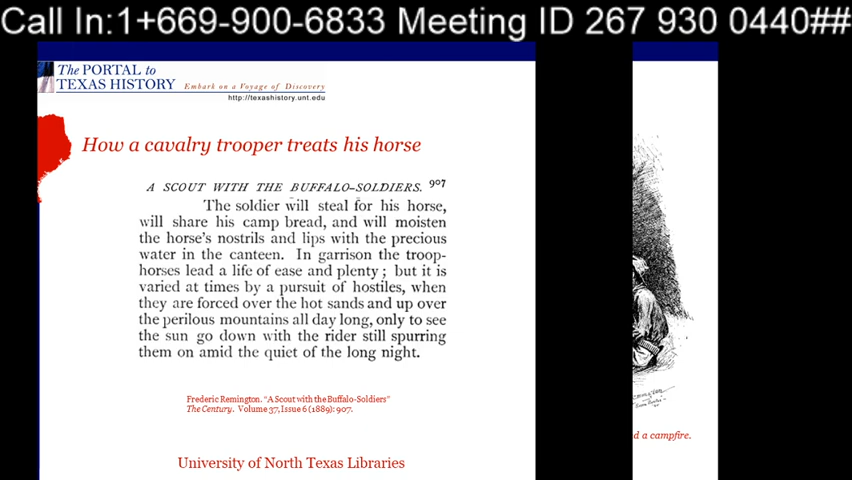 Call In:1+669-900-6833 Meeting ID 267 930 0440##
The PORTAL to
TEXAS HISTORY Embark on a Voyage of Discovery
http://texashistory.unt.edu
How a cavalry trooper treats his horse
A SCOUT WITH THE BUFFALO-SOLDIERS. 907
The soldier will steal for his horse,
will share his camp bread, and will moisten
the horse's nostrils and lips with the precious
water in the canteen. In garrison the troop-
horses lead a life of ease and plenty; but it is
varied at times by a pursuit of hostiles, when
they are forced over the hot sands and up over
the perilous mountains all day long, only to see
the sun go down with the rider still spurring
them on amid the quiet of the long night.
Frederic Remington. "A Scout with the Buffalo-Soldiers"
The Century. Volume 37, Issue 6 (1889): 907.
University of North Texas Libraries
d a campfire.